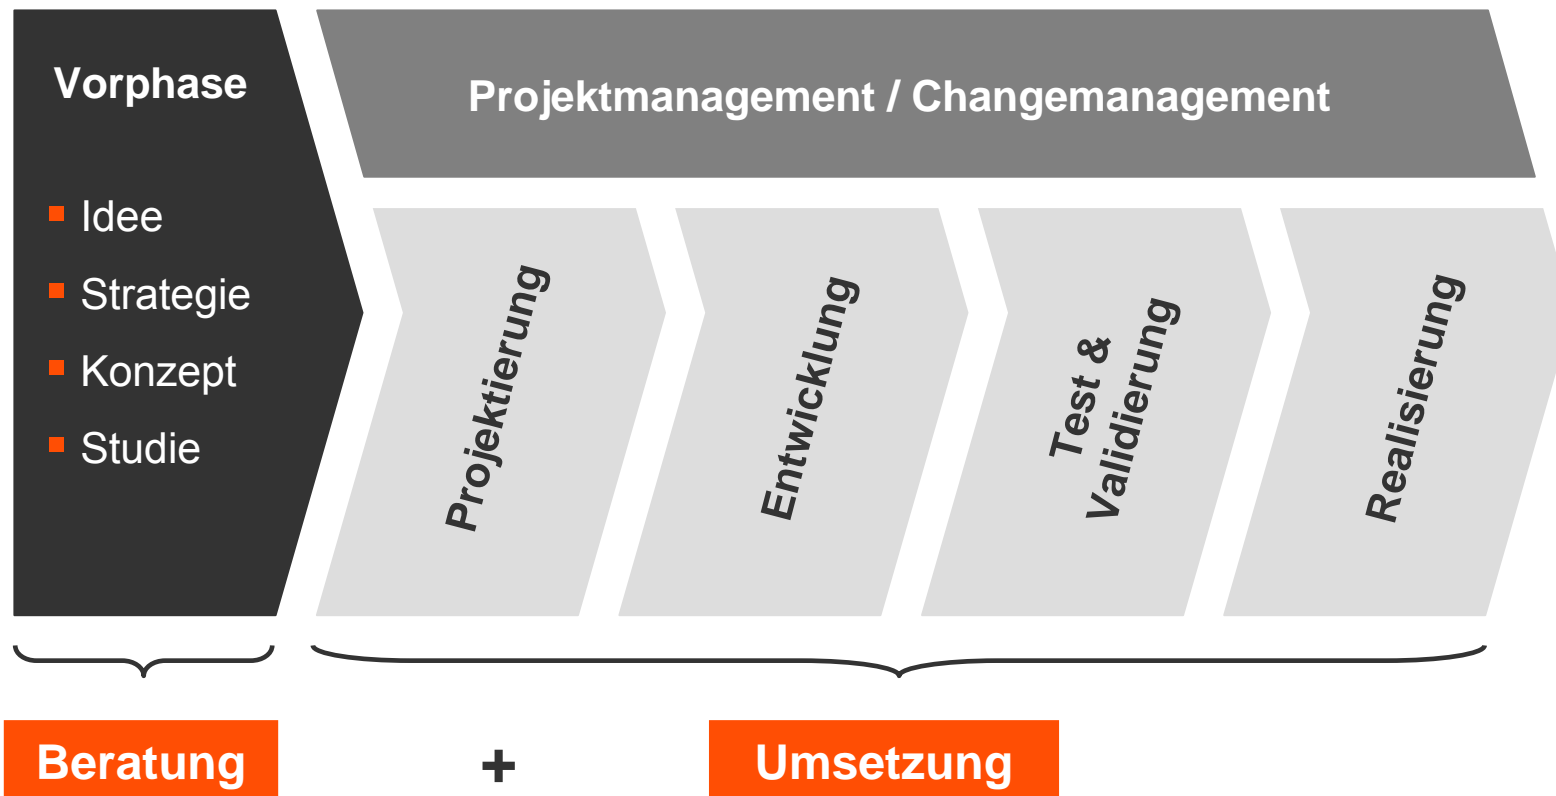 Vorphase
Idee
Strategie
Konzept
Studie
Projektmanagement / Changemanagement
Projektierung
Entwicklung
Test &
Validierung
Realisierung
Beratung
+
Umsetzung